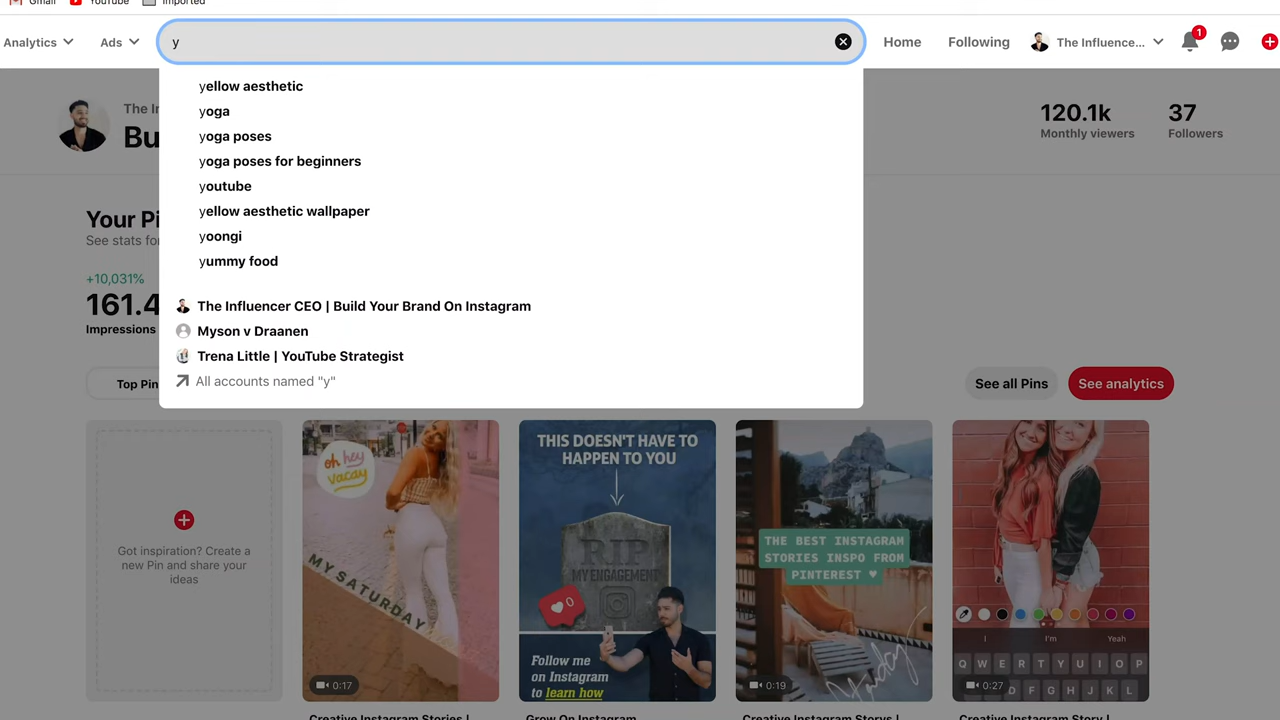 Gmail YouTube Imported
Analytics Ads y Home Following The Influence... 1
yellow aesthetic
yoga
yoga poses
yoga poses for beginners
youtube
yellow aesthetic wallpaper
yoongi
yummy food
The Influencer CEO | Build Your Brand On Instagram
Myson v Draanen
Trena Little | YouTube Strategist
All accounts named "y"
The In
Bu
120.1k 37
Monthly viewers Followers
Your Pi
See stats fo
+10,031%
161.4
Impressions
Top Pin
See all Pins See analytics
Got inspiration? Create a
new Pin and share your
ideas
oh hey
vacay
MY SATURDAY
0:17
THIS DOESN'T HAVE TO
HAPPEN TO YOU
RIP
MY ENGAGEMENT
0
Follow me
on Instagram
to learn how
THE BEST INSTAGRAM
STORIES INSPO FROM
PINTEREST ♥
0:19
I I'm Yeah
Q W E R T Y U I O P
D F G H J K L
0:27
Creative Instagram Stories |
Grow On Instagram
Creative Instagram Storys |
Creative Instagram Story |